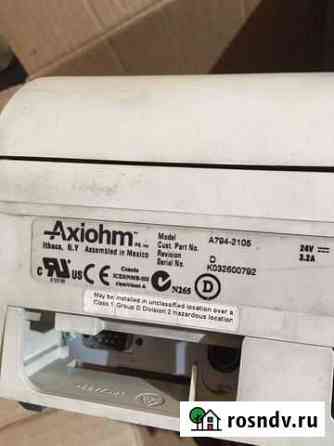 Axiohm
Ithaca, N.Y Assembled in Mexico
Model A794-2105
Cust. Part No.
Revision D
Serial No. K032600792
24V
3.2A
C UL US CE
Canada
N265
D
May be installed in unclassified location over a
Class 1 Group D Division 2 hazardous location
rosndv.ru